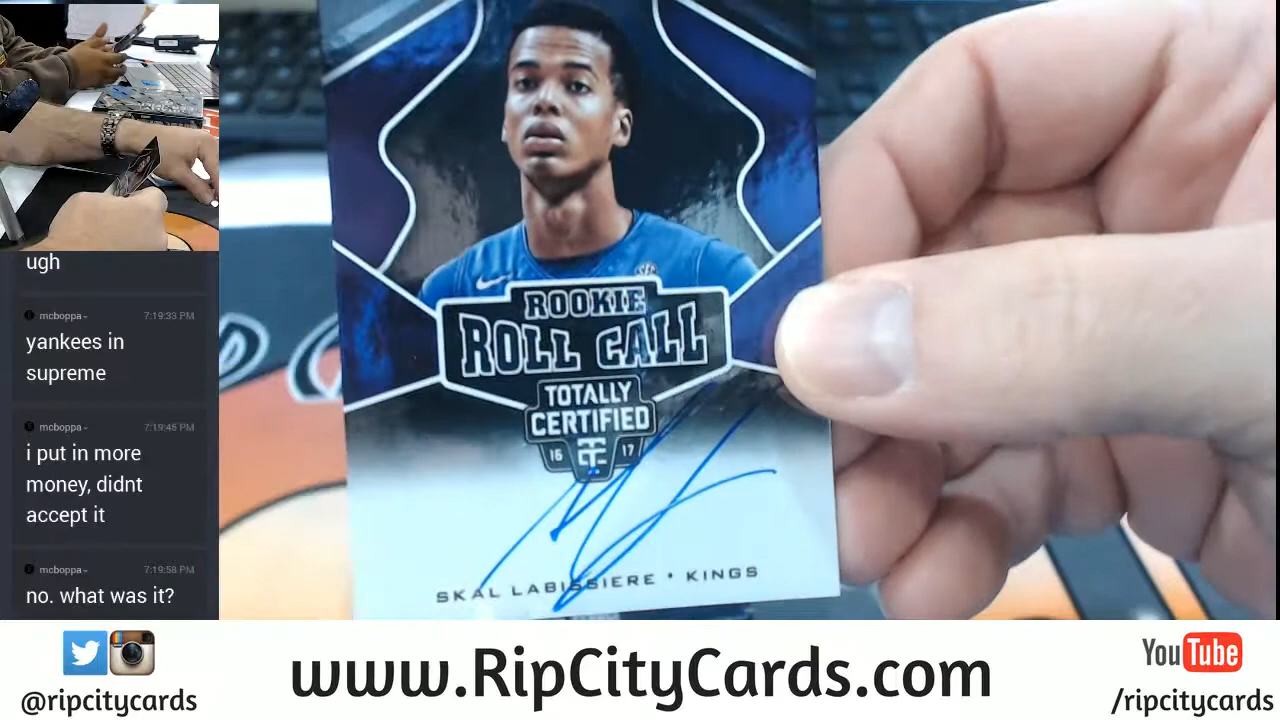 ugh
mcboppa
7:19:33 PM
yankees in
supreme
mcboppa
7:19:45 PM
i put in more
money, didnt
accept it
mcboppa
7:19:58 PM
no. what was it?
ROOKIE
ROLL CALL
TOTALLY
CERTIFIED
16 TC 17
SKAL LABISSIERE • KINGS
@ripcitycards
www.RipCityCards.com
YouTube
/ripcitycards